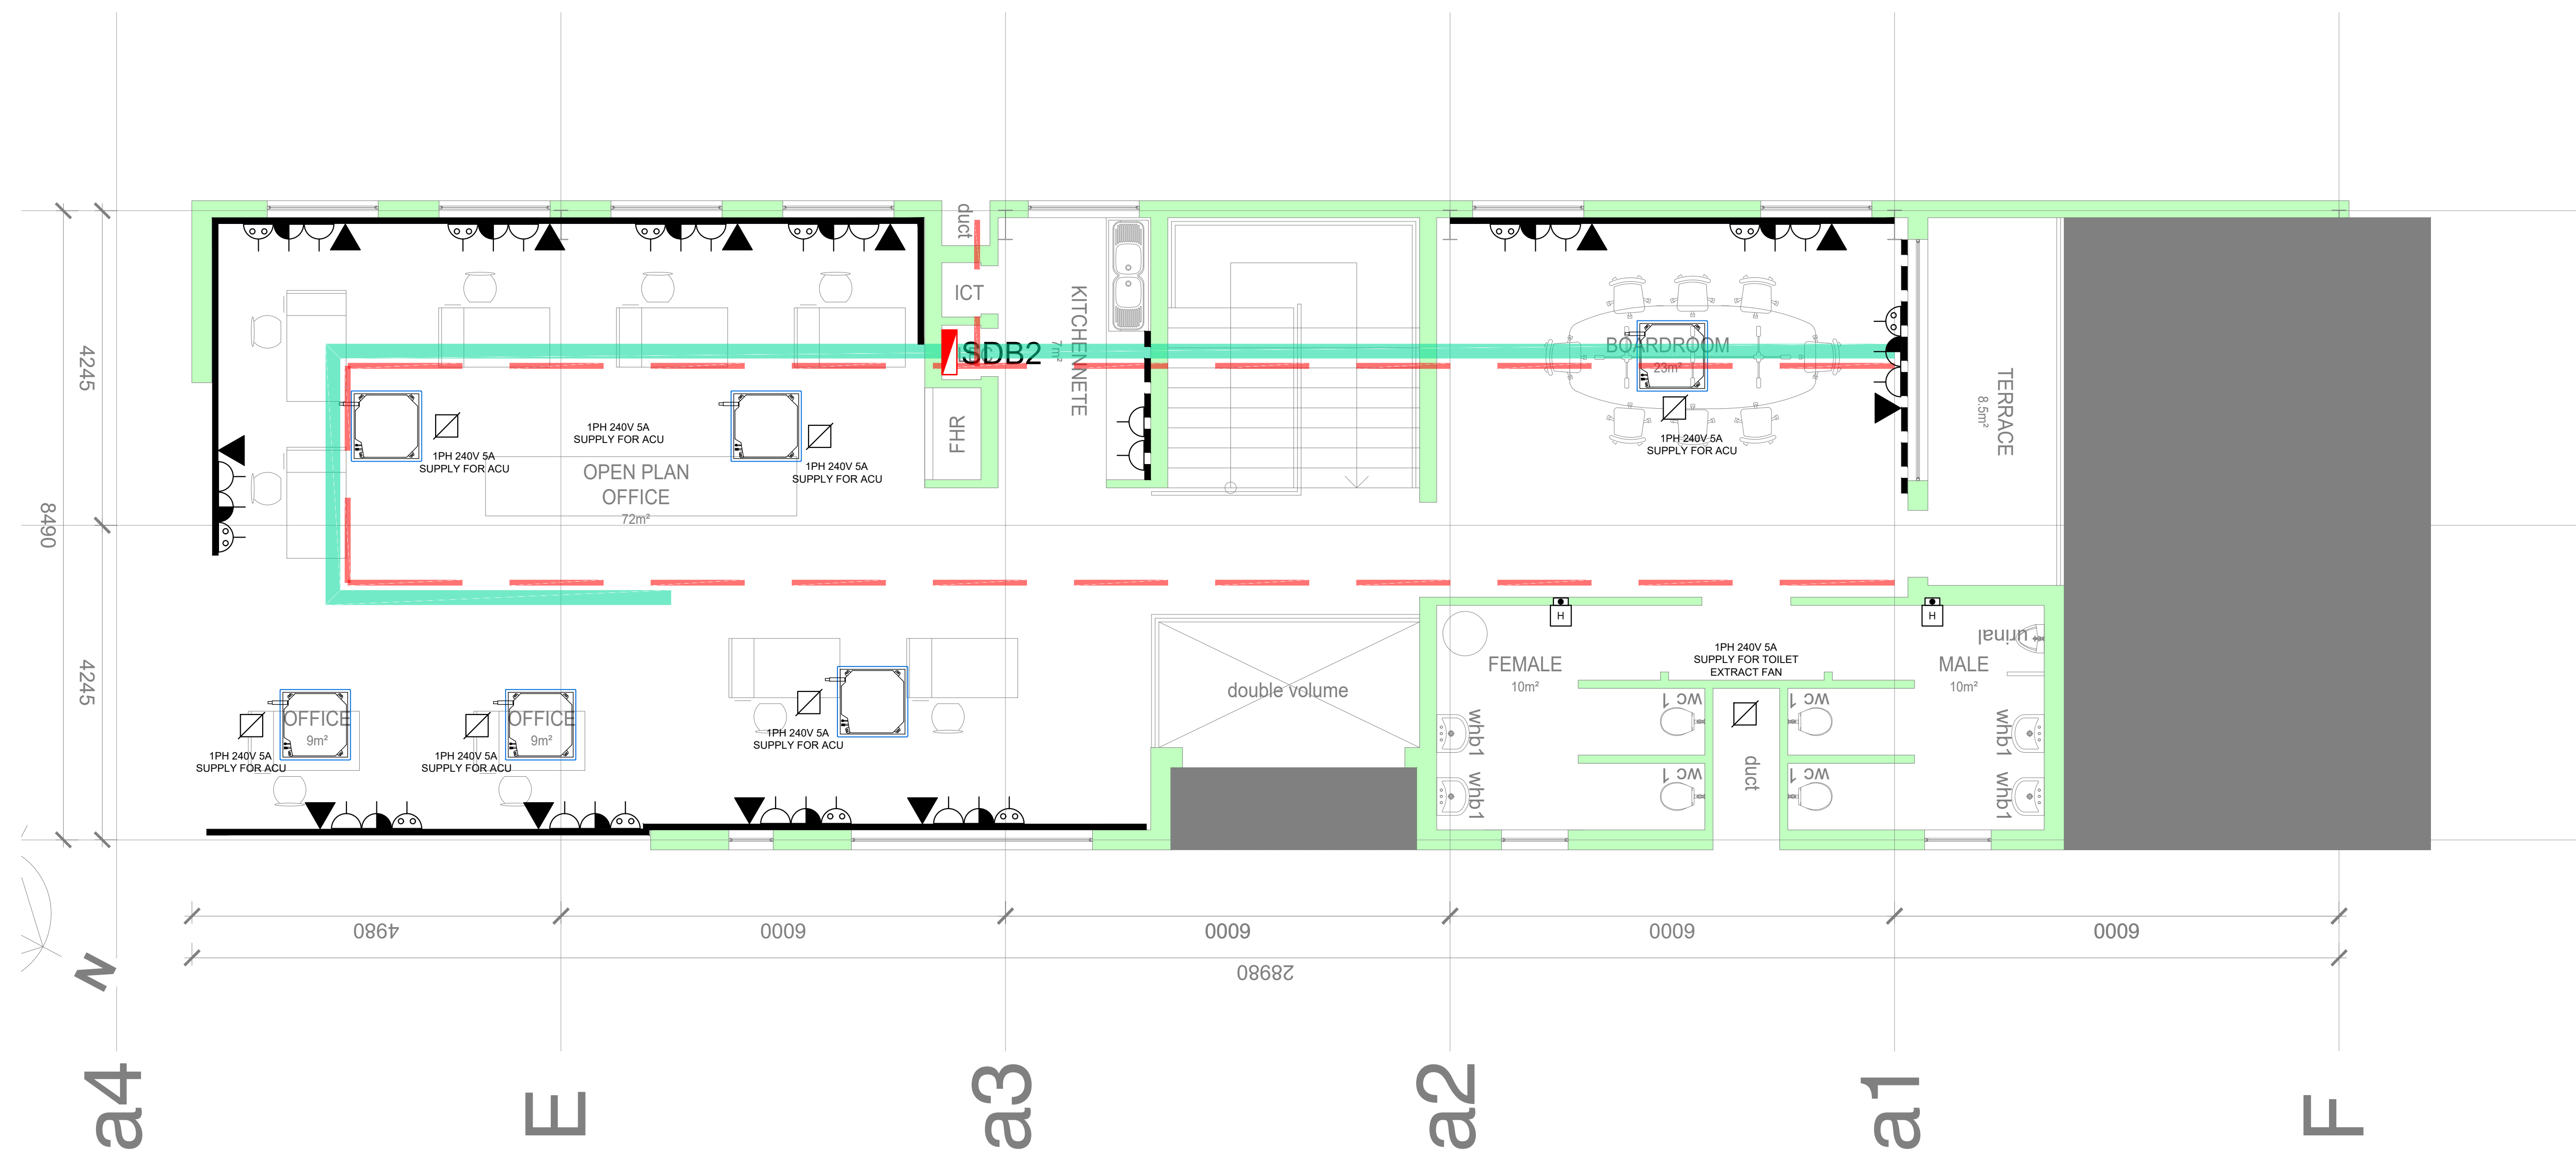 duct
ICT
SDB2
KITCHENNETE
7m²
BOARDROOM
23m²
TERRACE
8.5m²
FHR
1PH 240V 5A
SUPPLY FOR ACU
1PH 240V 5A
SUPPLY FOR ACU
1PH 240V 5A
SUPPLY FOR ACU
1PH 240V 5A
SUPPLY FOR ACU
OPEN PLAN
OFFICE
72m²
4245
8490
4245
H
H
urinal
FEMALE
10m²
1PH 240V 5A
SUPPLY FOR TOILET
EXTRACT FAN
MALE
10m²
double volume
WC 1
WC 1
whb1
whb1
OFFICE
9m²
OFFICE
9m²
1PH 240V 5A
SUPPLY FOR ACU
1PH 240V 5A
SUPPLY FOR ACU
1PH 240V 5A
SUPPLY FOR ACU
duct
WC 1
WC 1
whb1
whb1
4980
6000
6000
6000
6000
28980
N
a4
E
a3
a2
a1
F